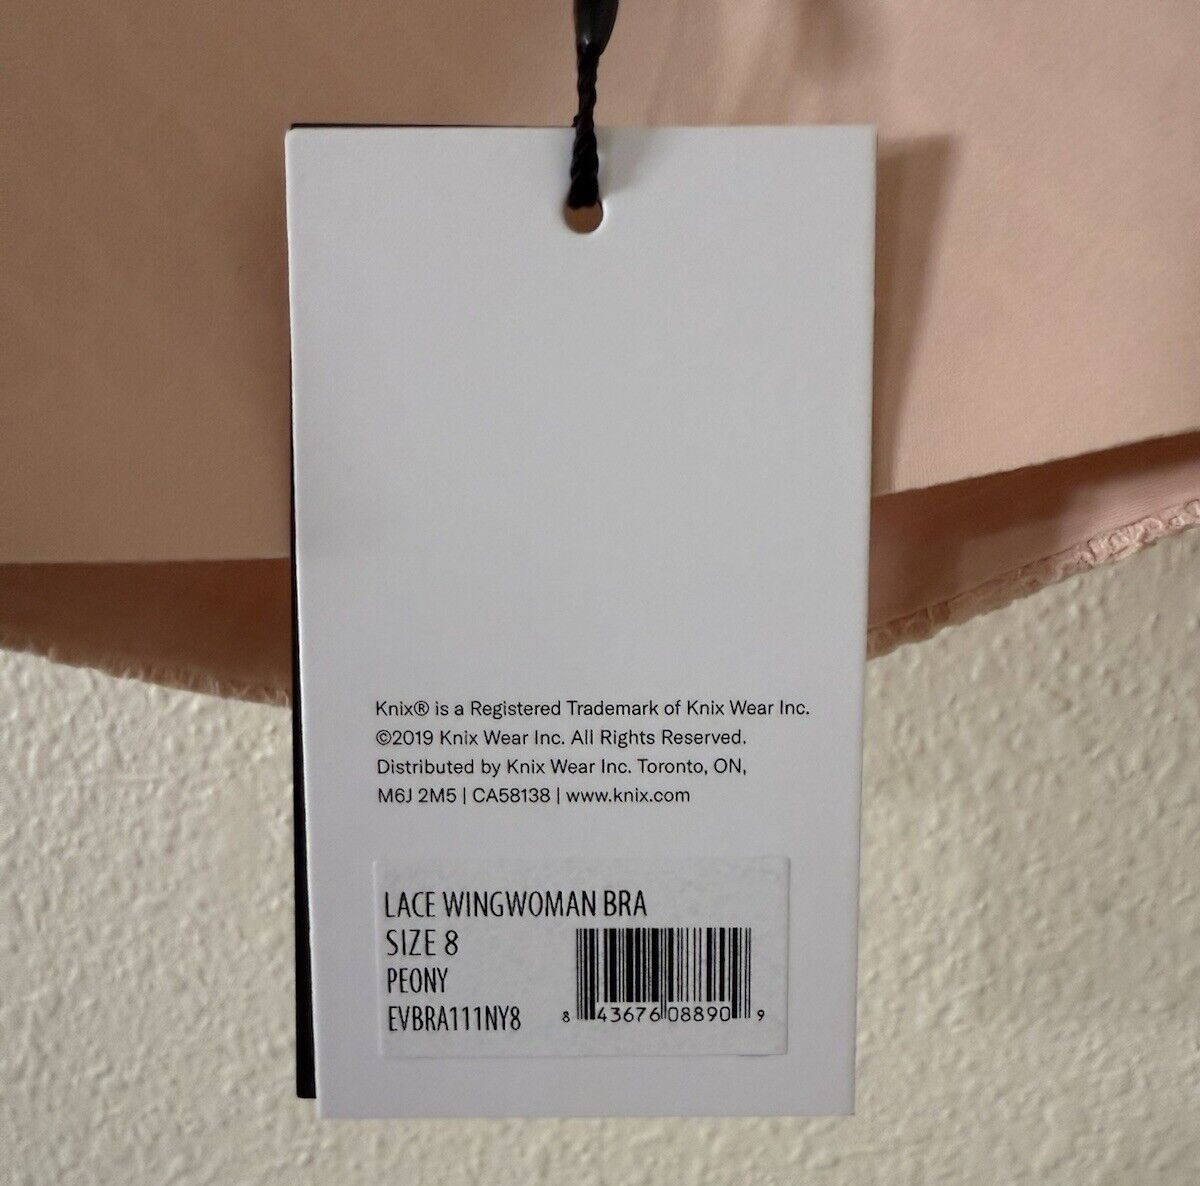 Knix® is a Registered Trademark of Knix Wear Inc.
©2019 Knix Wear Inc. All Rights Reserved.
Distributed by Knix Wear Inc. Toronto, ON,
M6J 2M5 | CA58138 | www.knix.com
LACE WINGWOMAN BRA
SIZE 8
PEONY
EVBRA111NY8
8 43676 08890 9